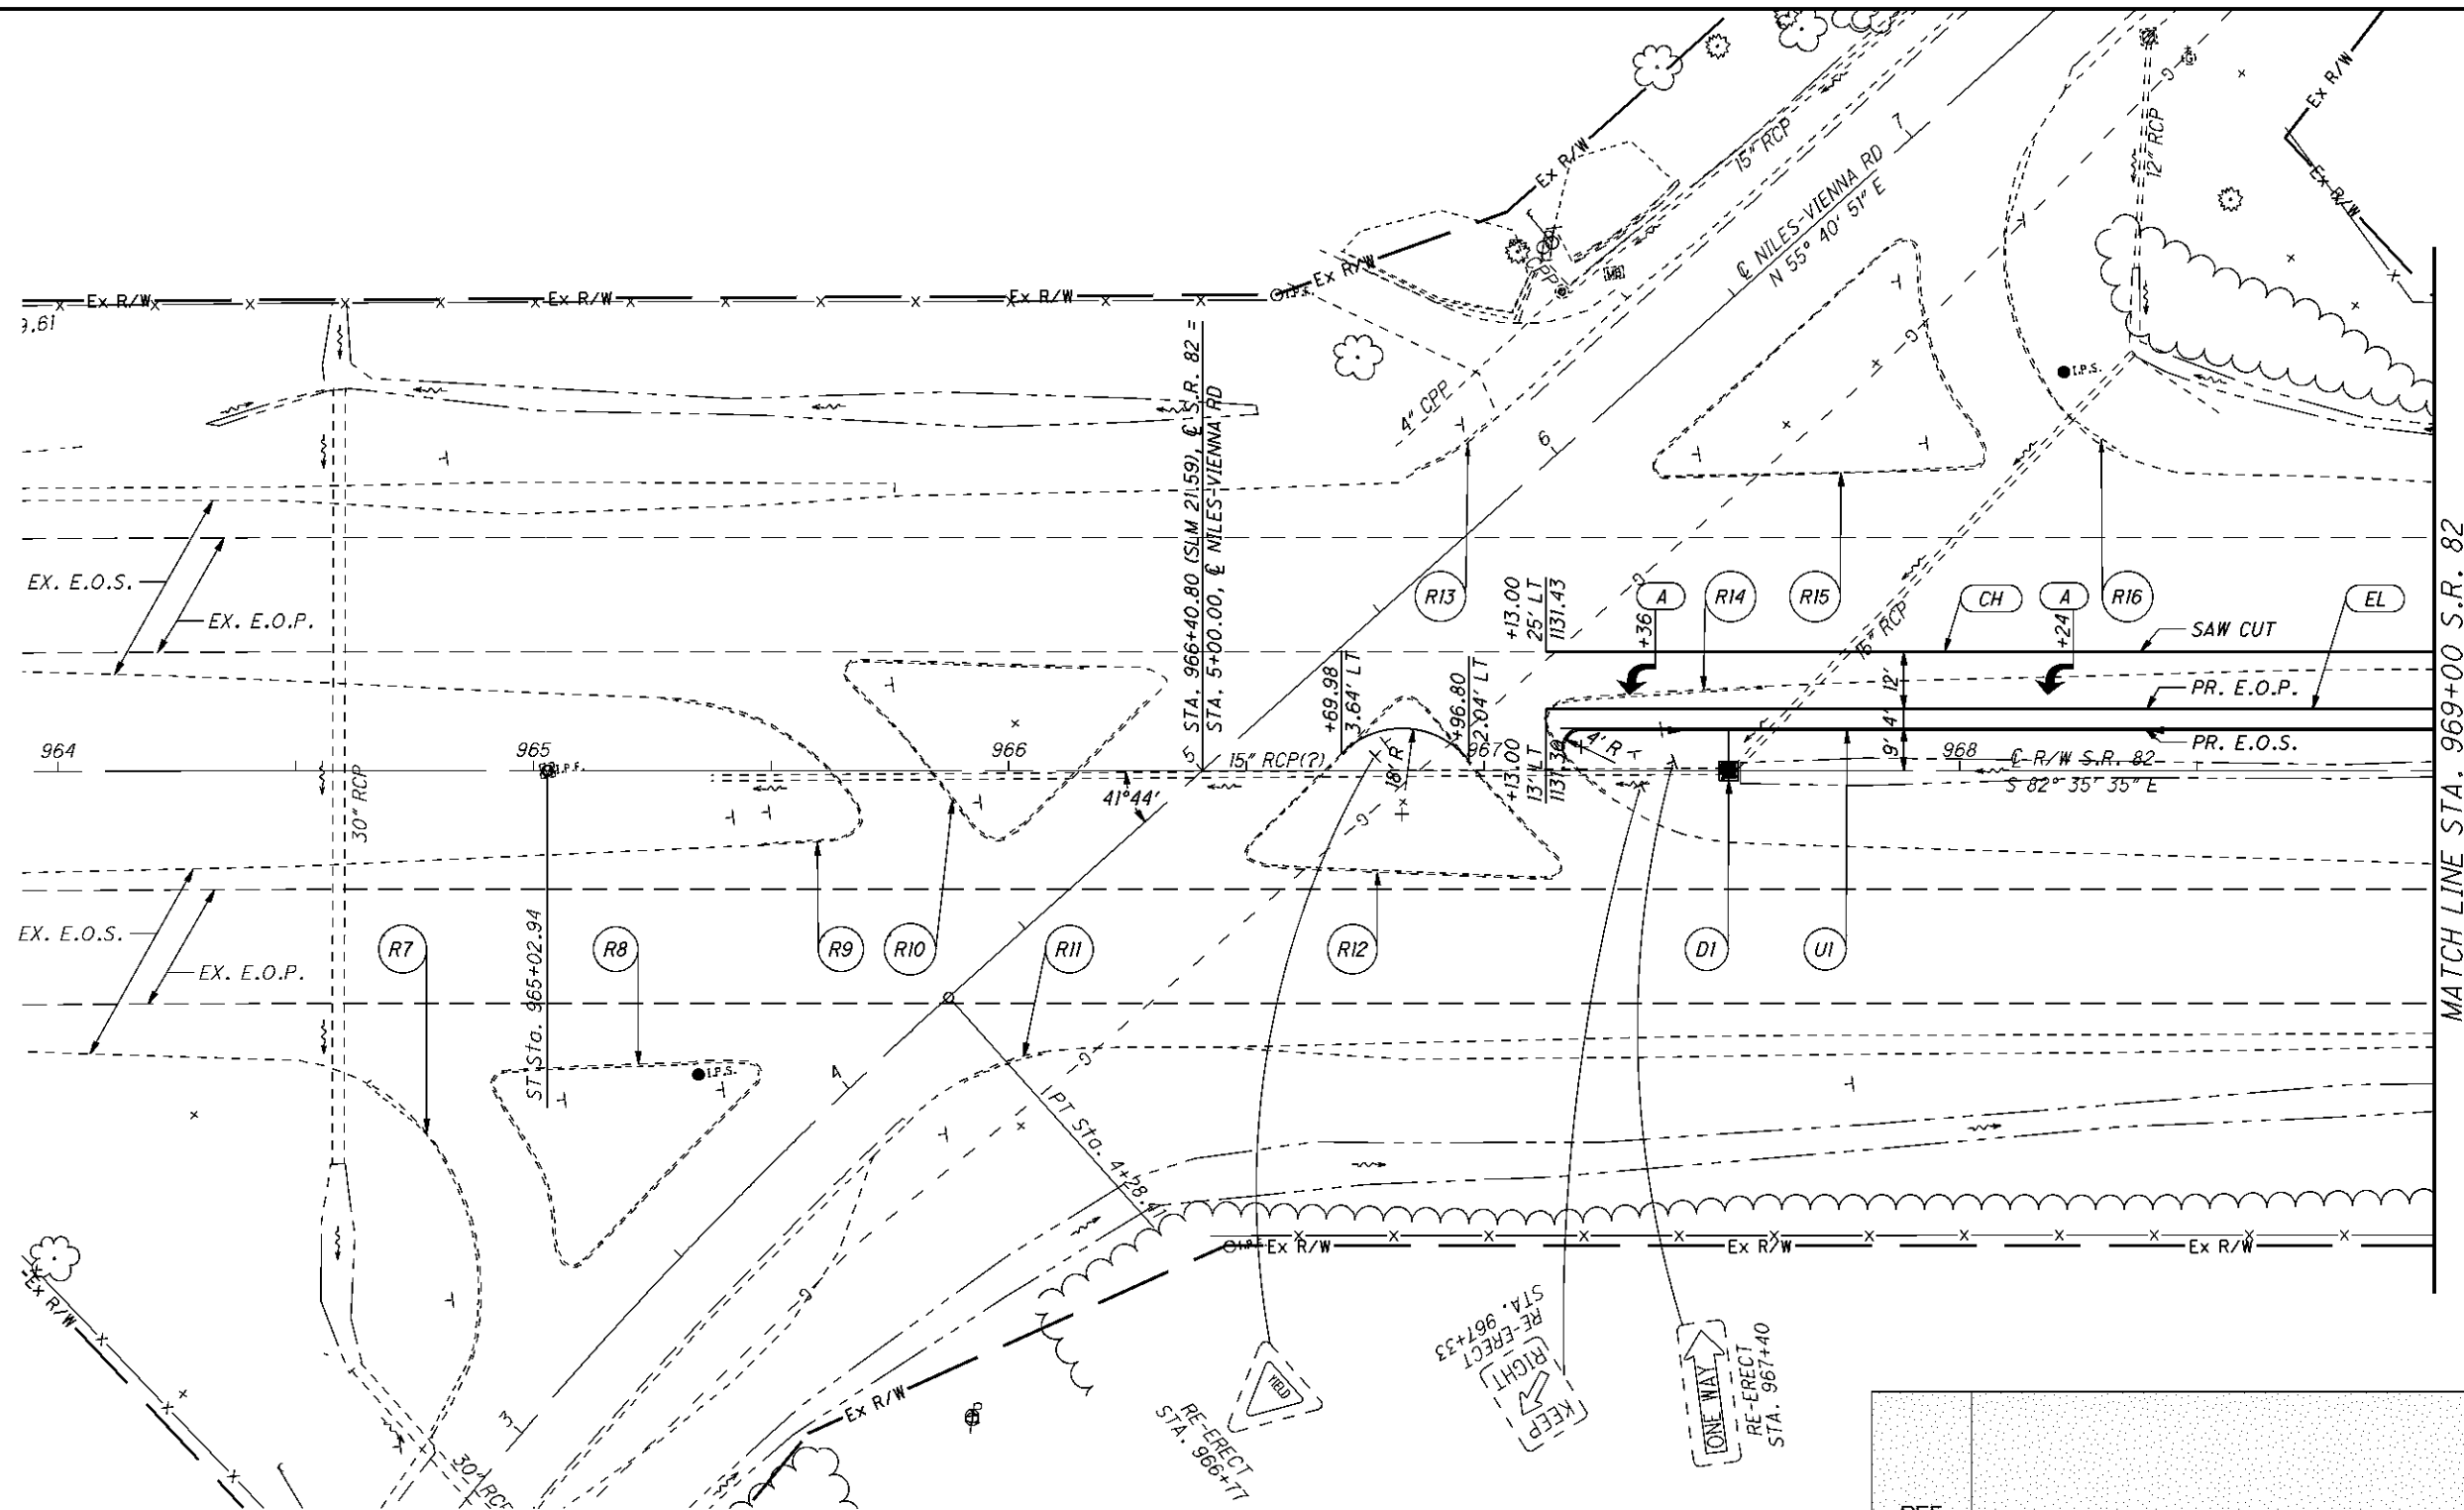 Ex R/W
Ex R/W
Ex R/W
I.P.S.
Ex R/W
Ex R/W
Ex R/W
Ex R/W
9.61
15" RCP
12" RCP
7
℄ NILES-VIENNA RD
N 55° 40' 51" E
CPP
4" CPP
6
G
G
G
I.P.S.
STA. 966+40.80 (SLM 21.59), ℄ S.R. 82 =
STA. 5+00.00, ℄ NILES-VIENNA RD
EX. E.O.S.
EX. E.O.P.
R13
+13.00
25' LT
1131.43
A
+36
R14
R15
CH
A
+24
R16
EL
15" RCP
SAW CUT
12'
PR. E.O.P.
4'
PR. E.O.S.
9'
+69.98
3.64' LT
+96.80
2.04' LT
964
965
966
967
968
I.P.F.
5
15" RCP(?)
18' R
+13.00
13' LT
4' R
℄ R/W S.R. 82
S 82° 35' 35" E
41°44'
30" RCP
G
MATCH LINE STA. 969+00 S.R. 82
EX. E.O.S.
EX. E.O.P.
R7
ST Sta. 965+02.94
R8
R9
R10
R11
R12
D1
U1
I.P.S.
4
G
PT Sta. 4+28.41
G
Ex R/W
Ex R/W
Ex R/W
Ex R/W
Ex R/W
3
30" RCP
YIELD
RE-ERECT
STA. 966+77
KEEP
RIGHT
RE-ERECT
STA. 967+33
ONE WAY
RE-ERECT
STA. 967+40